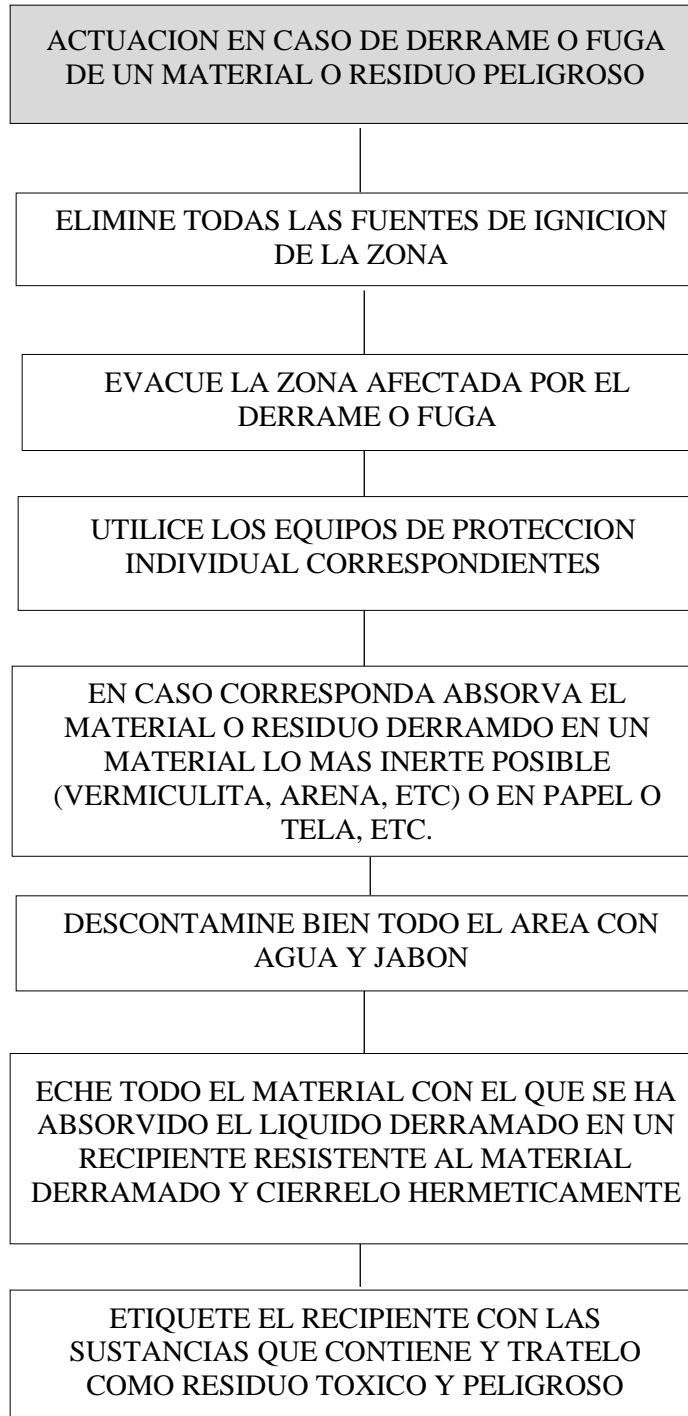 ACTUACION EN CASO DE DERRAME O FUGA
DE UN MATERIAL O RESIDUO PELIGROSO
ELIMINE TODAS LAS FUENTES DE IGNICION
DE LA ZONA
EVACUE LA ZONA AFECTADA POR EL
DERRAME O FUGA
UTILICE LOS EQUIPOS DE PROTECCION
INDIVIDUAL CORRESPONDIENTES
EN CASO CORRESPONDA ABSORVA EL
MATERIAL O RESIDUO DERRAMDO EN UN
MATERIAL LO MAS INERTE POSIBLE
(VERMICULITA, ARENA, ETC) O EN PAPEL O
TELA, ETC.
DESCONTAMINE BIEN TODO EL AREA CON
AGUA Y JABON
ECHE TODO EL MATERIAL CON EL QUE SE HA
ABSORVIDO EL LIQUIDO DERRAMADO EN UN
RECIPIENTE RESISTENTE AL MATERIAL
DERRAMADO Y CIERRELO HERMETICAMENTE
ETIQUETE EL RECIPIENTE CON LAS
SUSTANCIAS QUE CONTIENE Y TRATELO
COMO RESIDUO TOXICO Y PELIGROSO